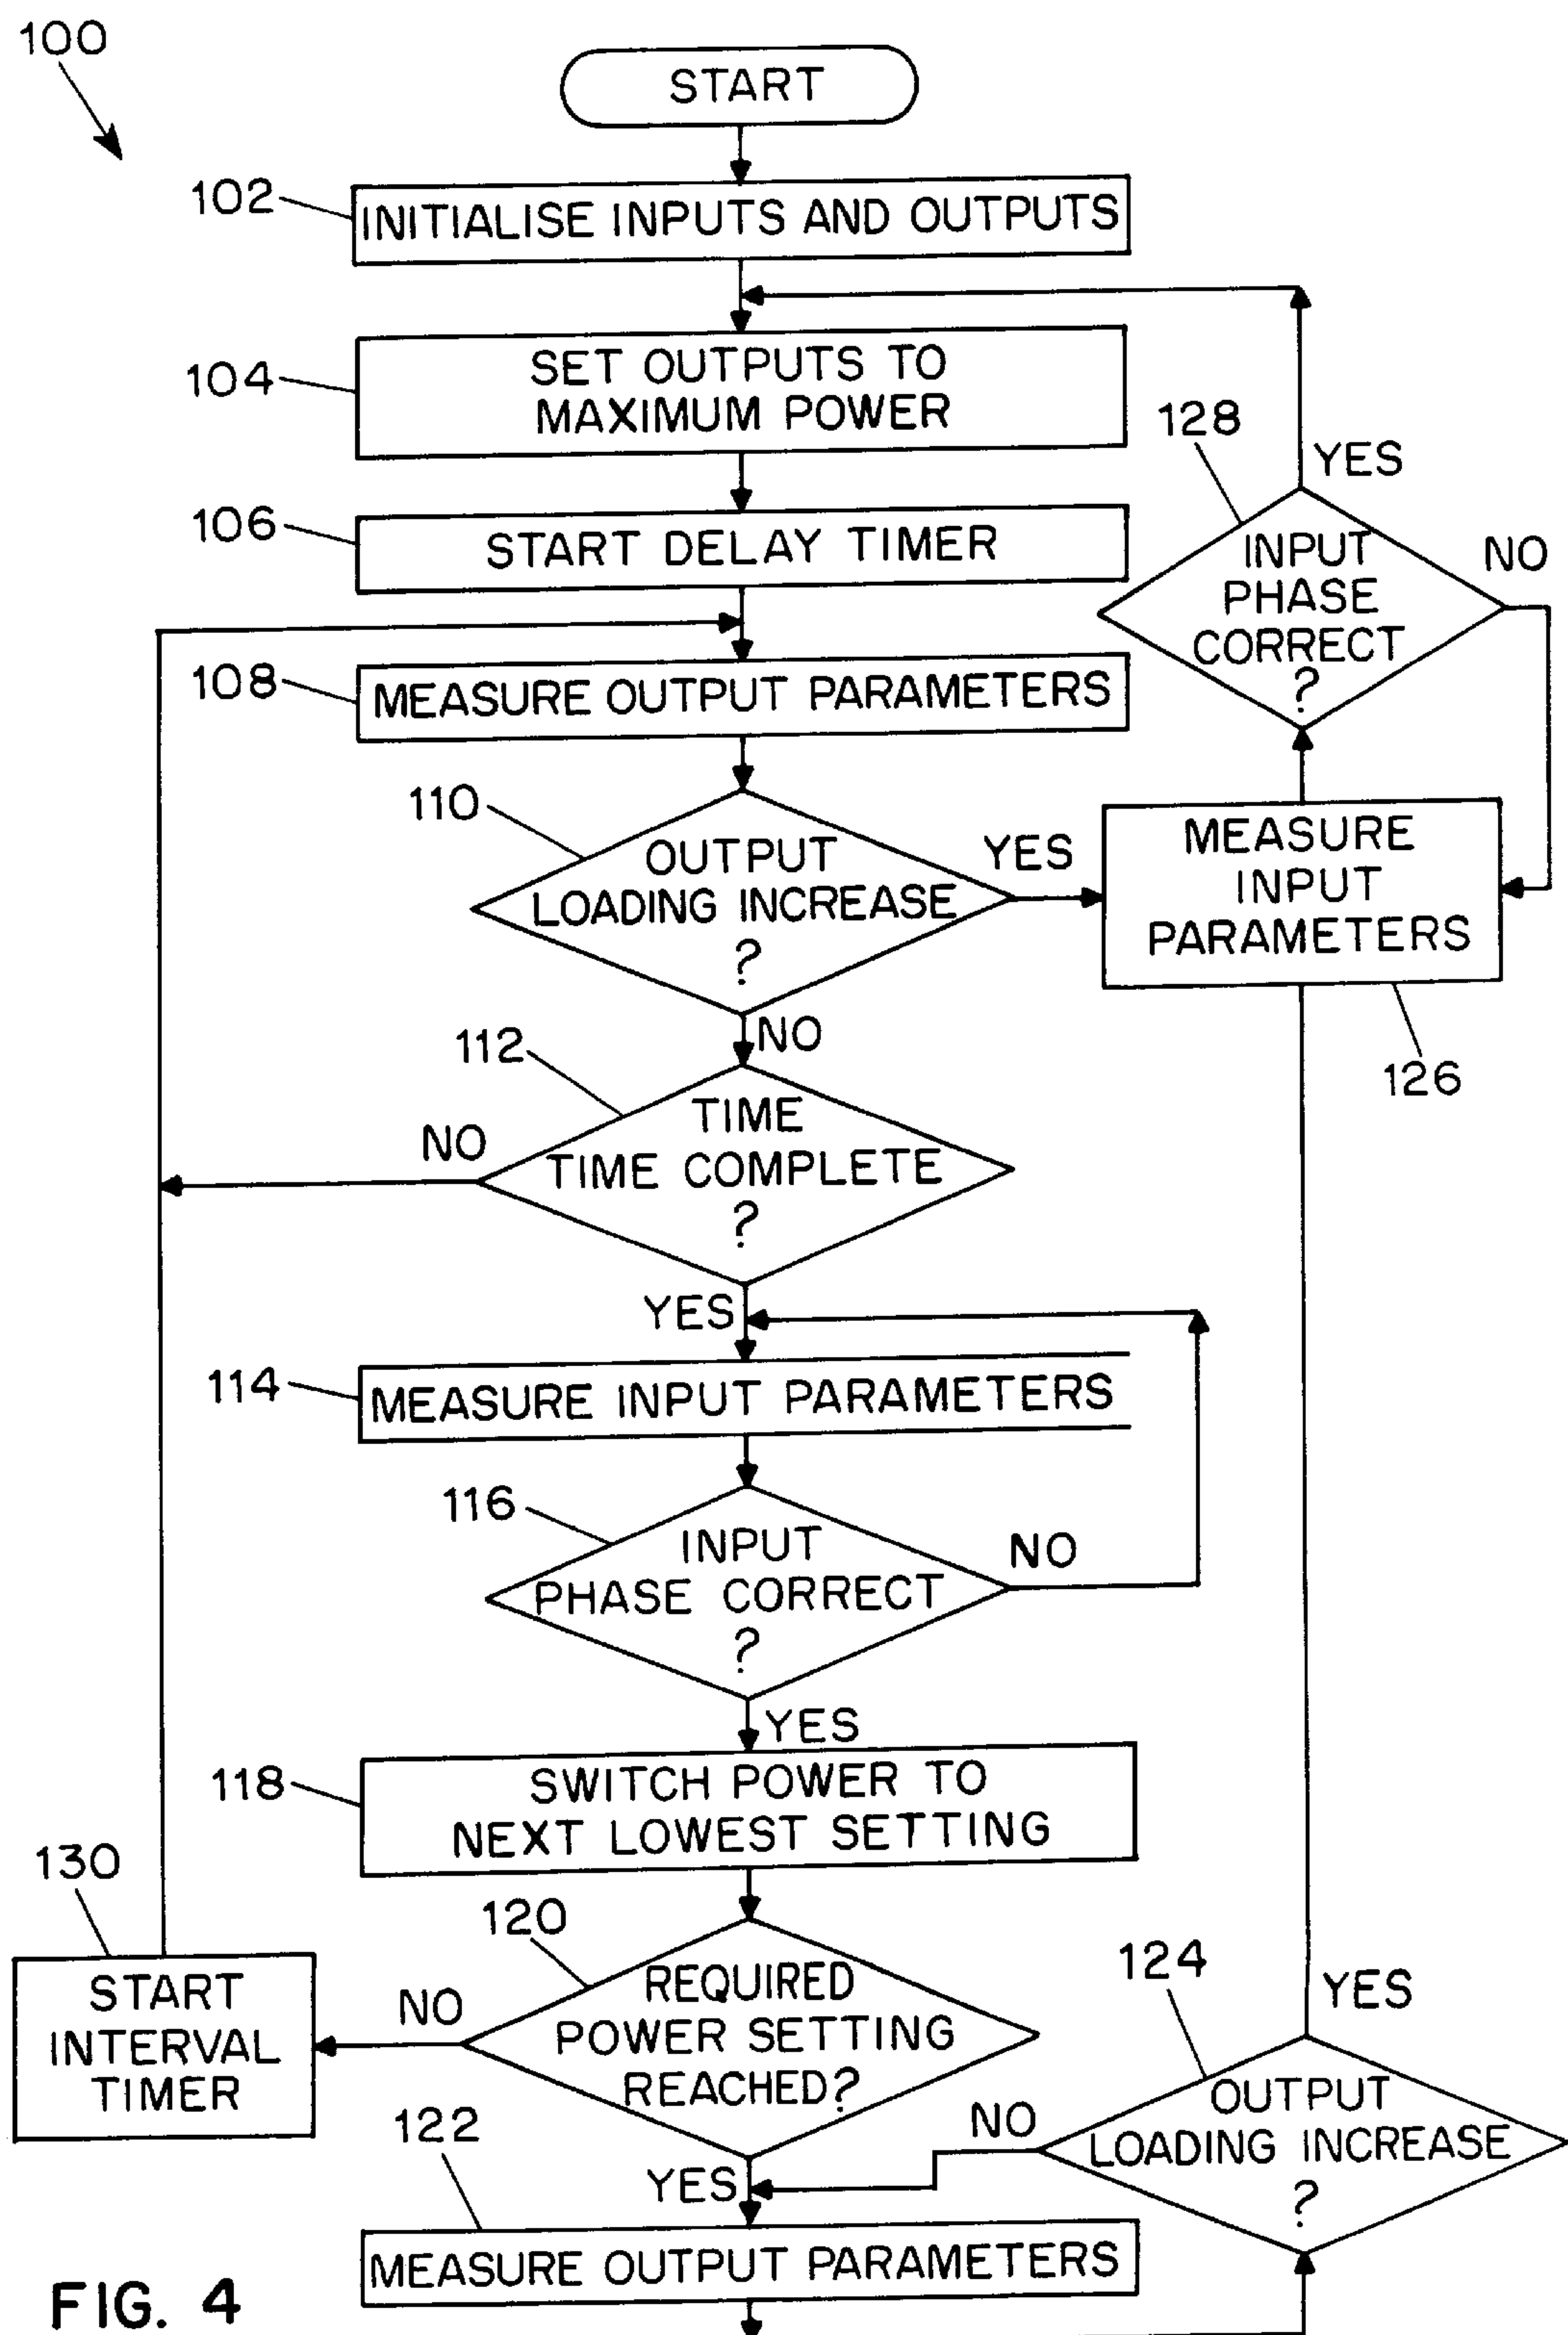 100
START
102
INITIALISE INPUTS AND OUTPUTS
104
SET OUTPUTS TO
MAXIMUM POWER
128
YES
106
START DELAY TIMER
INPUT
PHASE
CORRECT
?
NO
108
MEASURE OUTPUT PARAMETERS
110
OUTPUT
LOADING INCREASE
?
YES
MEASURE
INPUT
PARAMETERS
126
NO
112
TIME
TIME COMPLETE
?
NO
YES
114
MEASURE INPUT PARAMETERS
116
INPUT
PHASE CORRECT
?
NO
YES
118
SWITCH POWER TO
NEXT LOWEST SETTING
130
START
INTERVAL
TIMER
120
REQUIRED
POWER SETTING
REACHED?
NO
124
YES
OUTPUT
LOADING INCREASE
?
NO
YES
122
MEASURE OUTPUT PARAMETERS
FIG. 4